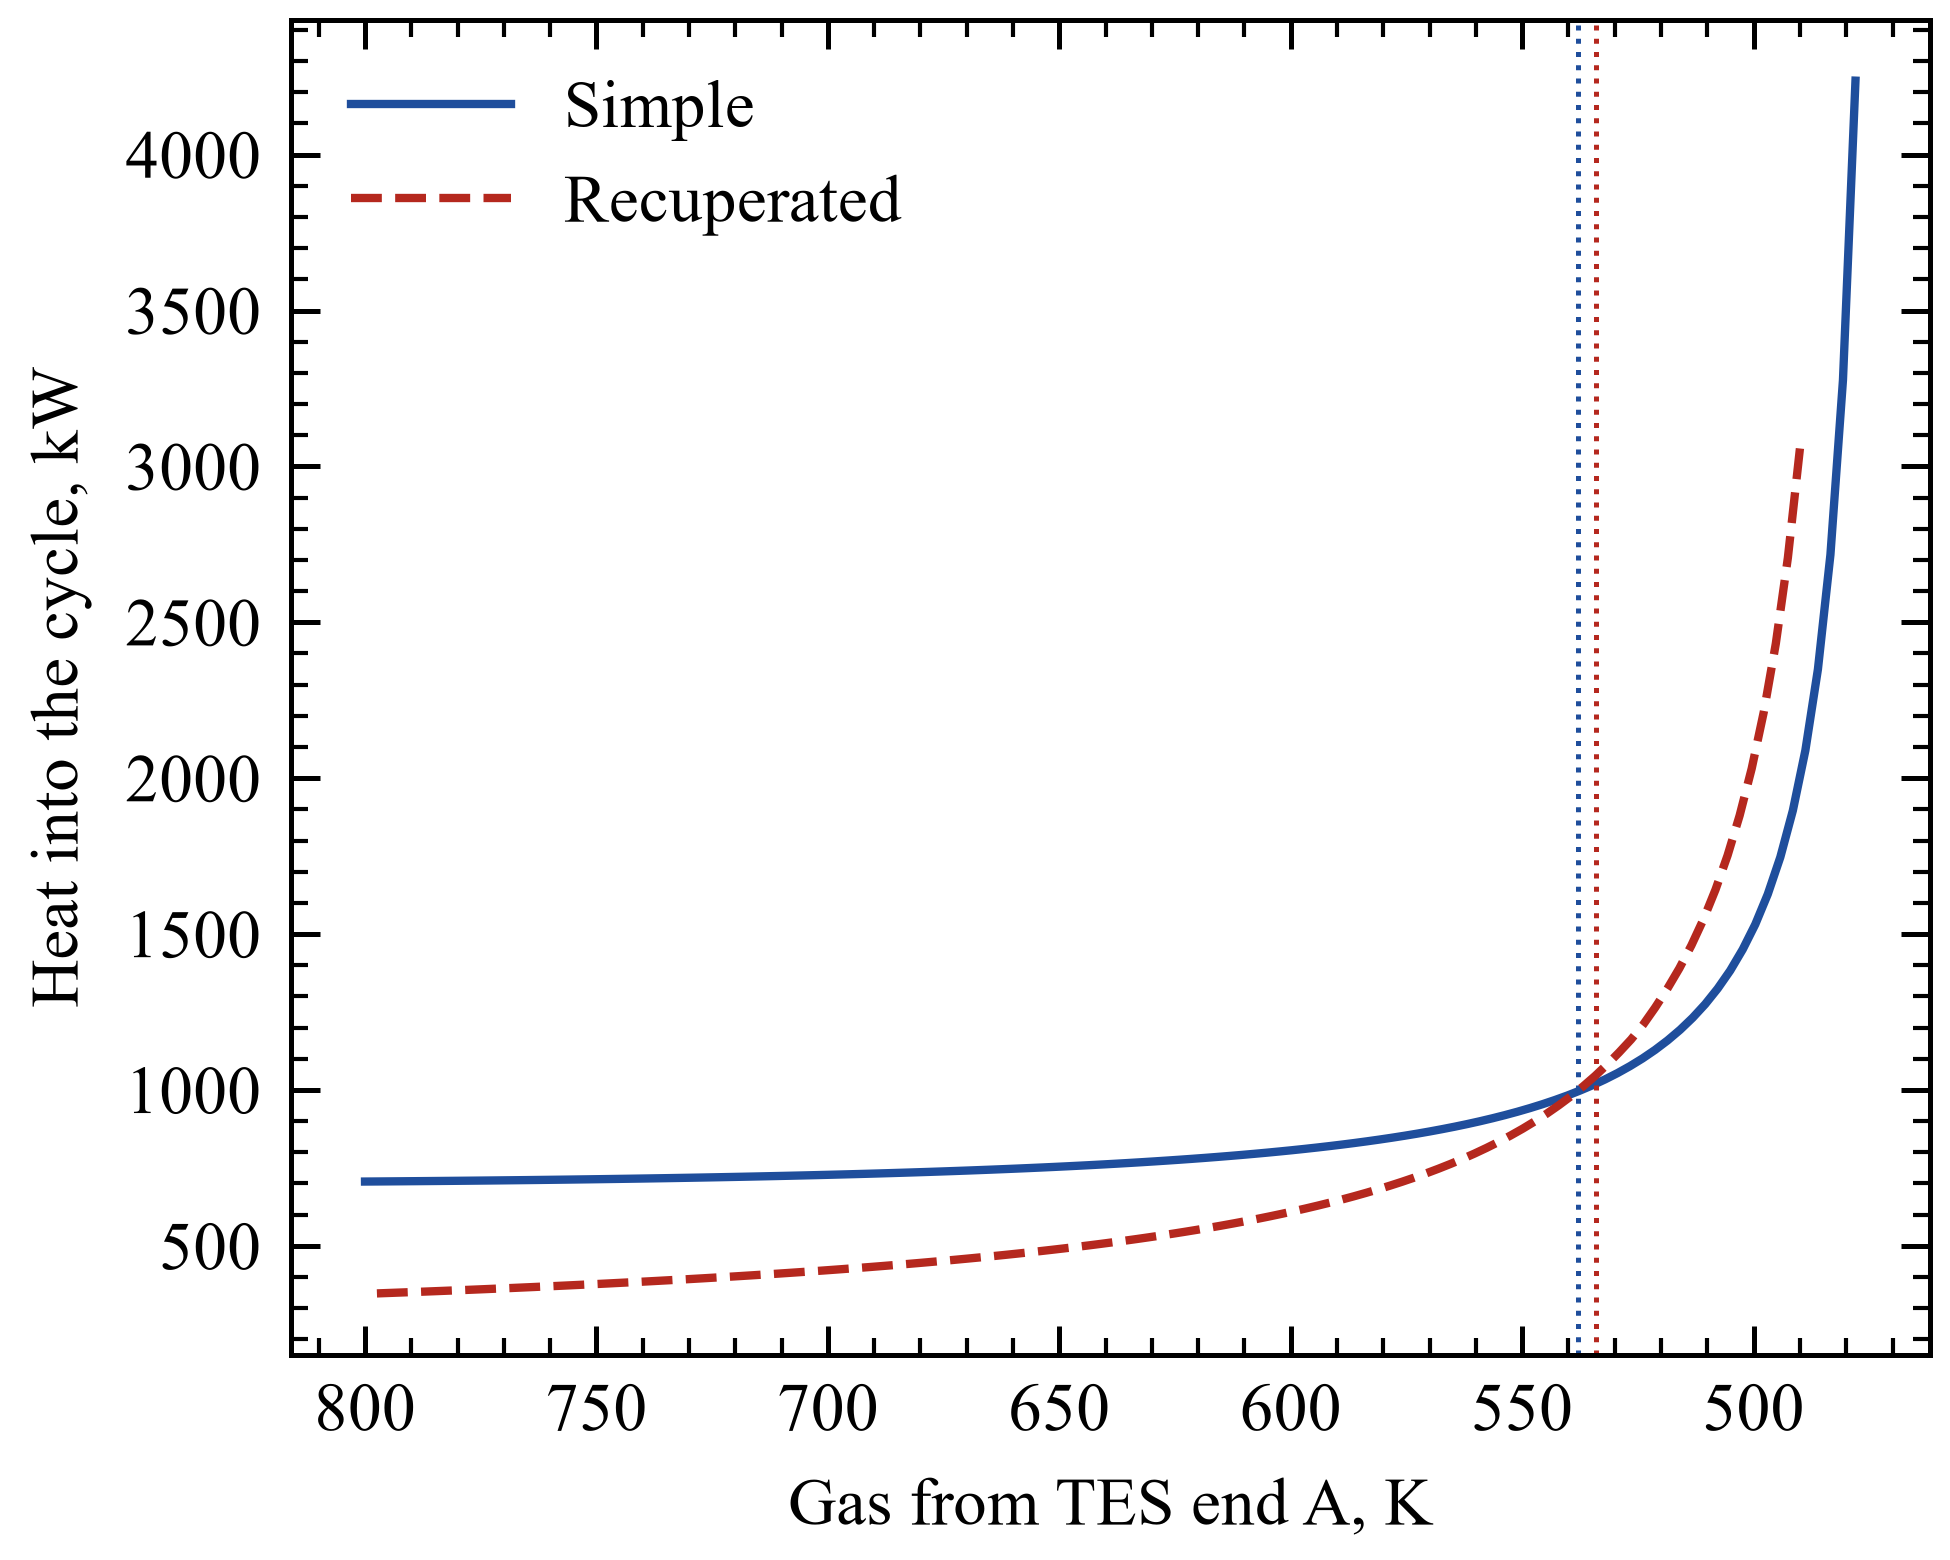 Simple
Recuperated
Heat into the cycle, kW
4000
3500
3000
2500
2000
1500
1000
500
800 750 700 650 600 550 500
Gas from TES end A, K